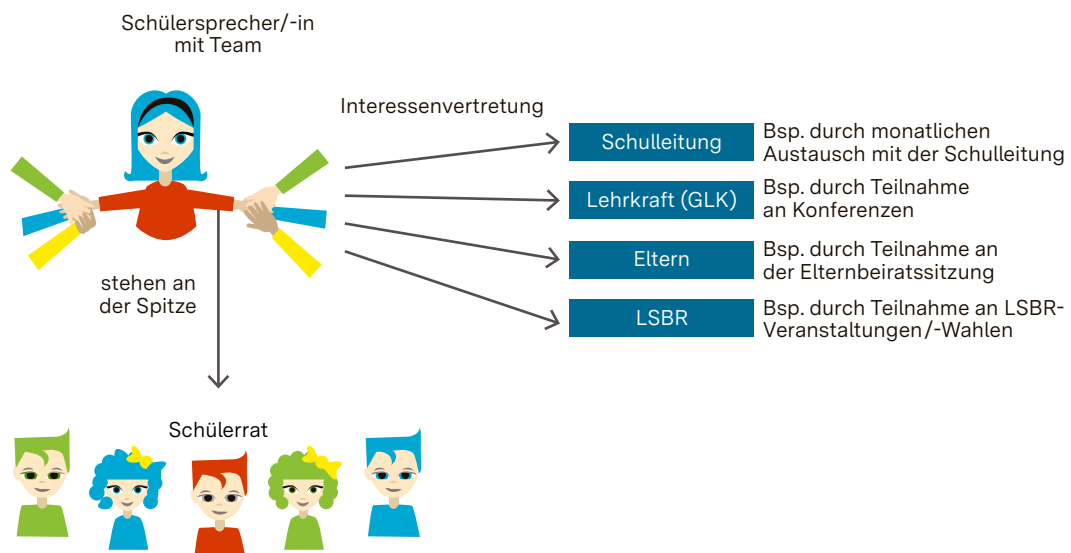 Schülersprecher/-in
mit Team
Interessenvertretung
Schulleitung
Bsp. durch monatlichen
Austausch mit der Schulleitung
Lehrkraft (GLK)
Bsp. durch Teilnahme
an Konferenzen
Eltern
Bsp. durch Teilnahme an
der Elternbeiratssitzung
LSBR
Bsp. durch Teilnahme an LSBR-
Veranstaltungen/-Wahlen
stehen an
der Spitze
Schülerrat